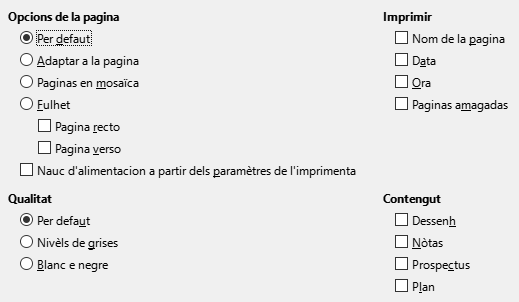 Opcions de la pagina
Per defaut
Adaptar a la pagina
Paginas en mosaïca
Fulhet
Pagina recto
Pagina verso
Nauc d'alimentacion a partir dels paramètres de l'imprimenta
Imprimir
Nom de la pagina
Data
Ora
Paginas amagadas
Qualitat
Per defaut
Nivèls de grises
Blanc e negre
Contengut
Dessenh
Nòtas
Prospectus
Plan